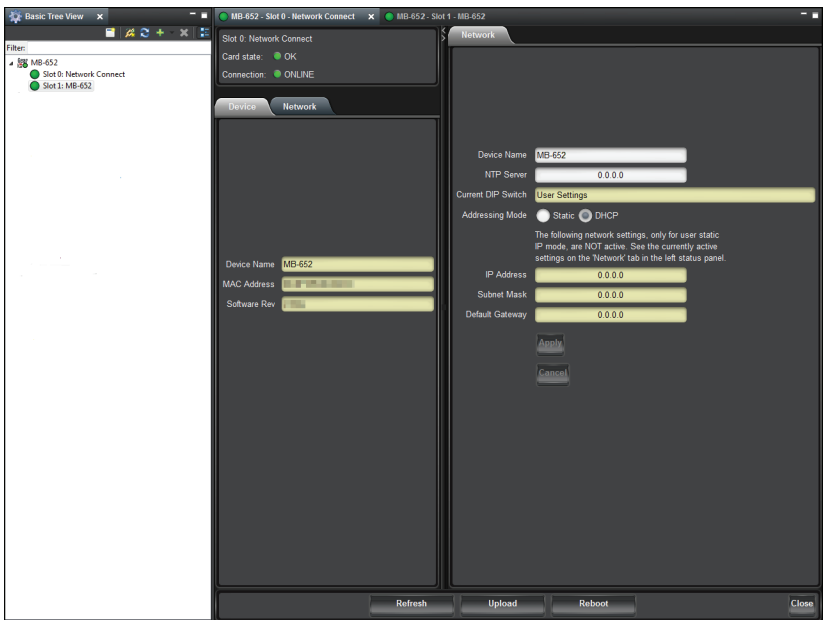 Basic Tree View
Filter:
MB-652
Slot 0: Network Connect
Slot 1: MB-652
MB-652 - Slot 0 - Network Connect
MB-652 - Slot 1 - MB-652
Slot 0: Network Connect
Card state: OK
Connection: ONLINE
Device
Network
Device Name MB-652
MAC Address
Software Rev
Network
Device Name MB-652
NTP Server 0.0.0.0
Current DIP Switch User Settings
Addressing Mode Static DHCP
The following network settings, only for user static
IP mode, are NOT active. See the currently active
settings on the 'Network' tab in the left status panel.
IP Address 0.0.0.0
Subnet Mask 0.0.0.0
Default Gateway 0.0.0.0
Apply
Cancel
Refresh
Upload
Reboot
Close